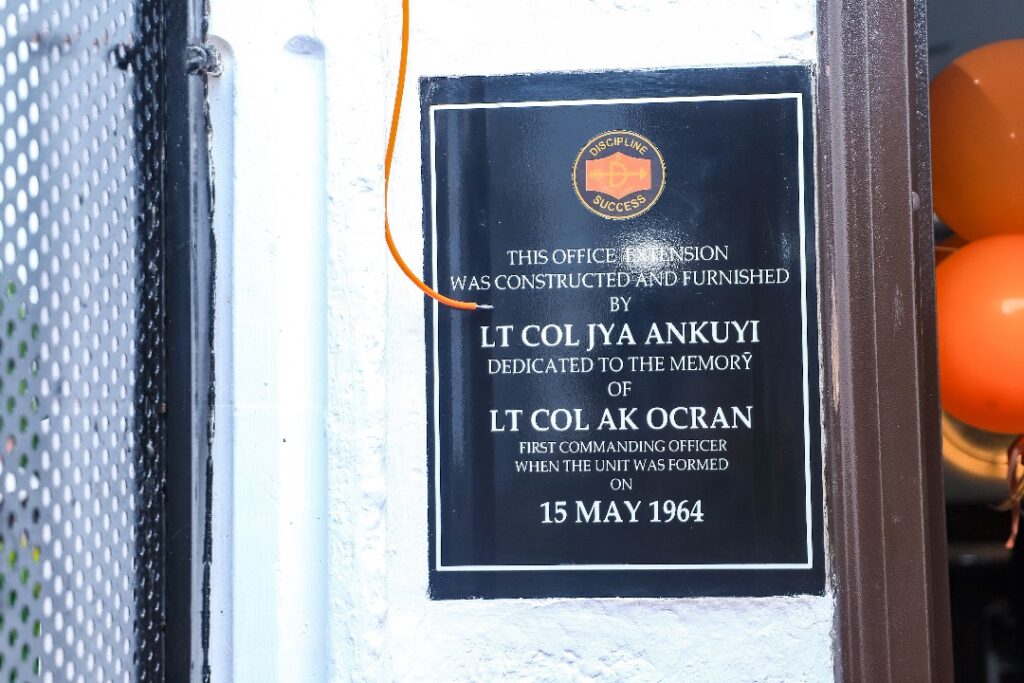 DISCIPLINE
SUCCESS
THIS OFFICE EXTENSION
WAS CONSTRUCTED AND FURNISHED
BY
LT COL JYA ANKUYI
DEDICATED TO THE MEMORY
OF
LT COL AK OCRAN
FIRST COMMANDING OFFICER
WHEN THE UNIT WAS FORMED
ON
15 MAY 1964